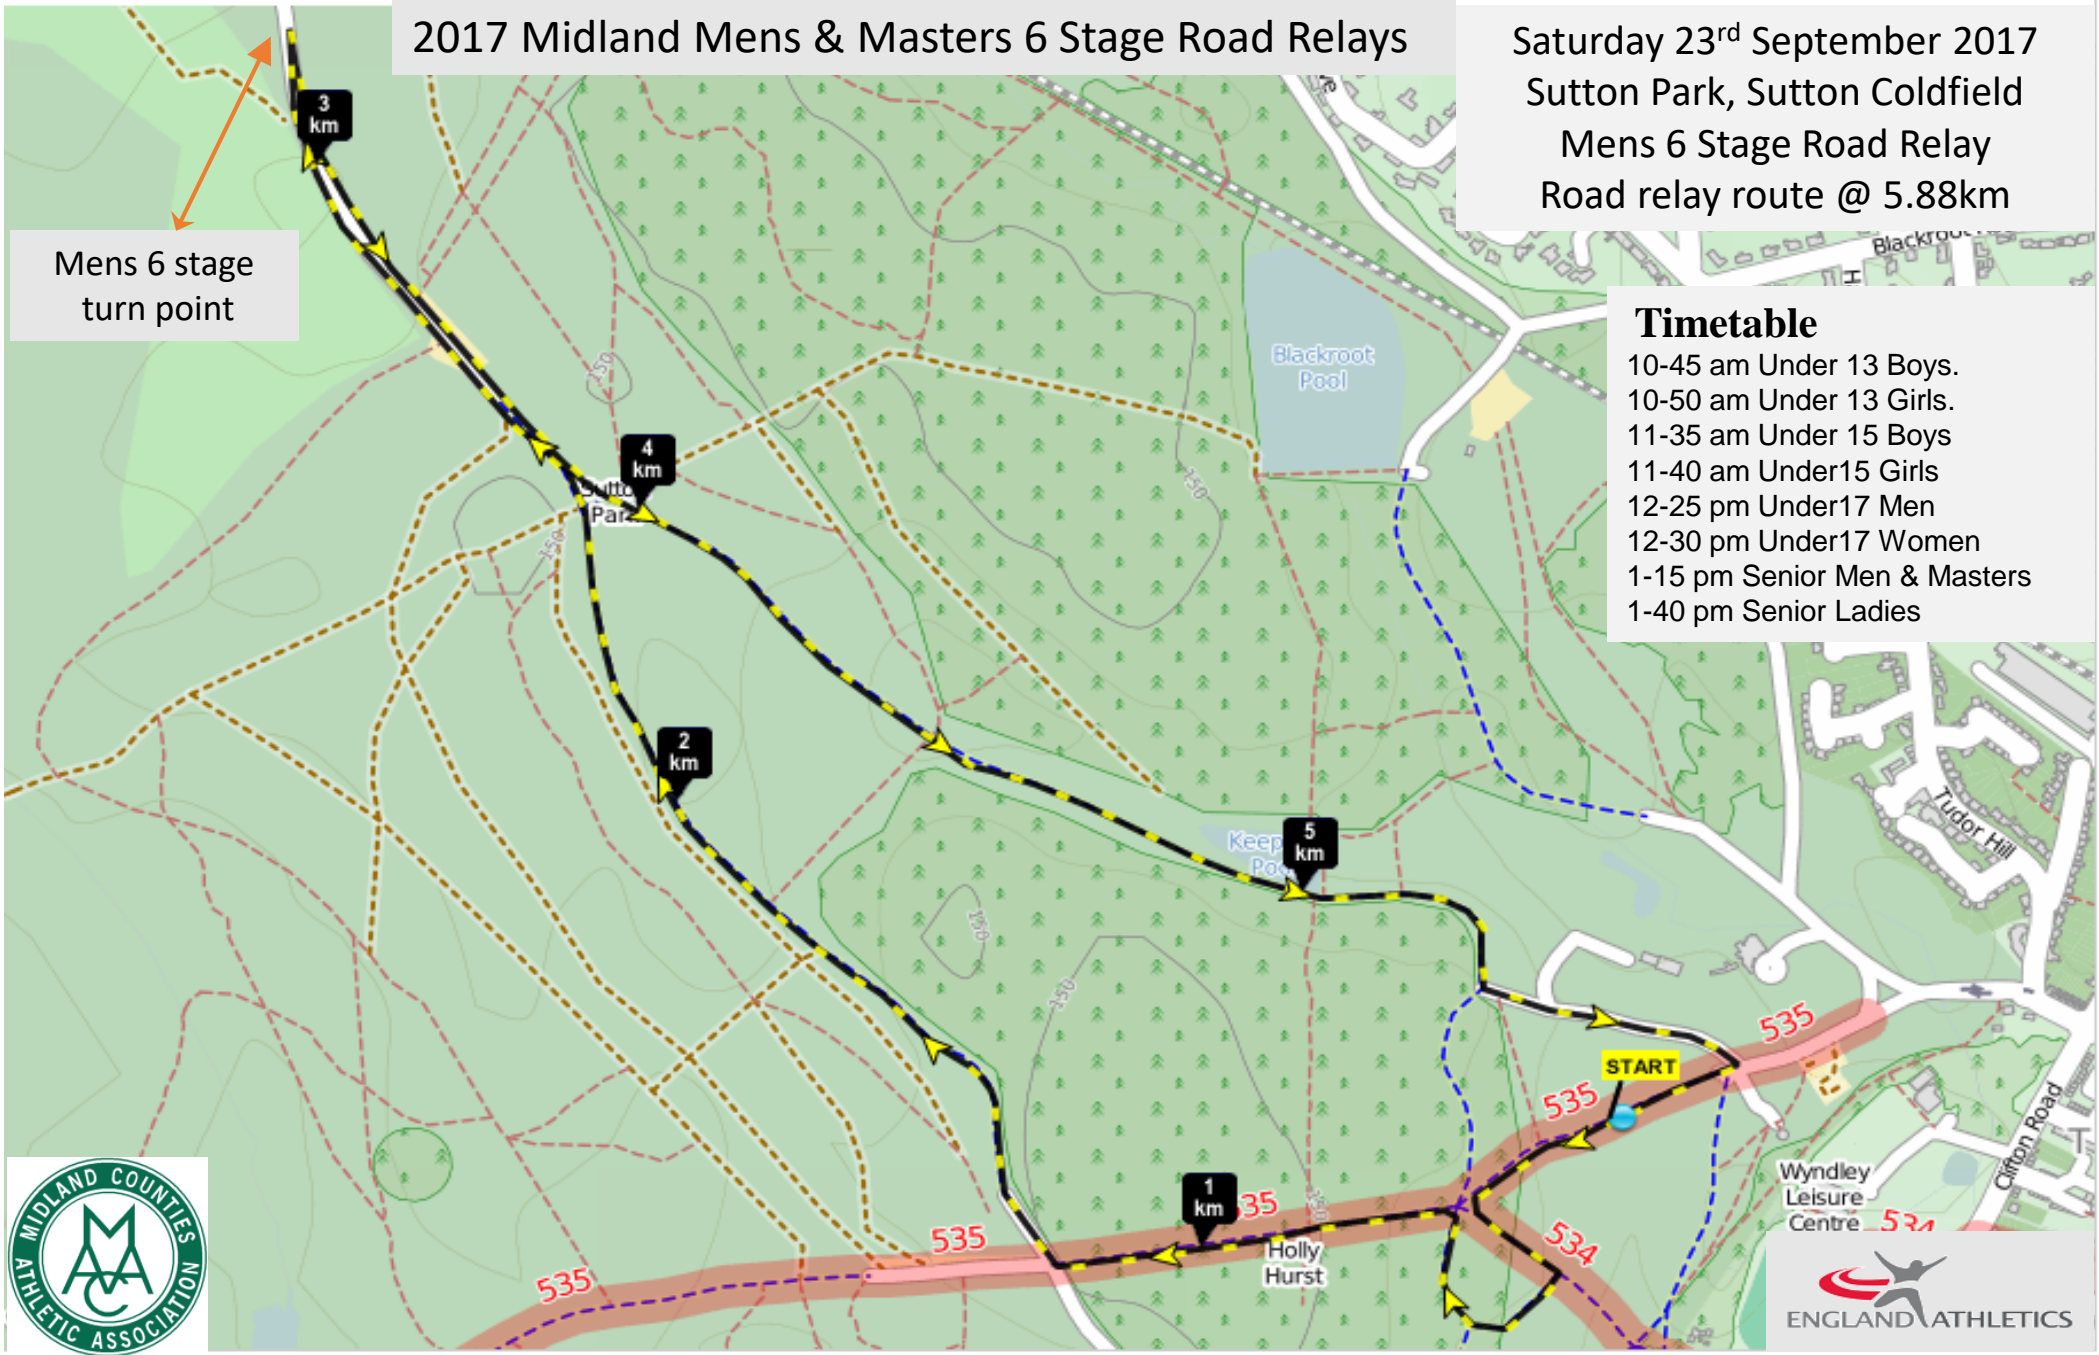 2017 Midland Mens & Masters 6 Stage Road Relays
Saturday 23rd September 2017
Sutton Park, Sutton Coldfield
Mens 6 Stage Road Relay
Road relay route @ 5.88km
3
km
Mens 6 stage
turn point
Timetable
10-45 am Under 13 Boys.
10-50 am Under 13 Girls.
11-35 am Under 15 Boys
11-40 am Under15 Girls
12-25 pm Under17 Men
12-30 pm Under17 Women
1-15 pm Senior Men & Masters
1-40 pm Senior Ladies
Blackroot
Pool
150
4
km
150
150
2
km
Tudor Hill
5
km
150
150
535
START
535
Clifton Road
Wyndley
Leisure
Centre
534
1
km
150
535
534
Holly
Hurst
535
MIDLAND COUNTIES
ATHLETIC ASSOCIATION
MCAA
ENGLAND ATHLETICS